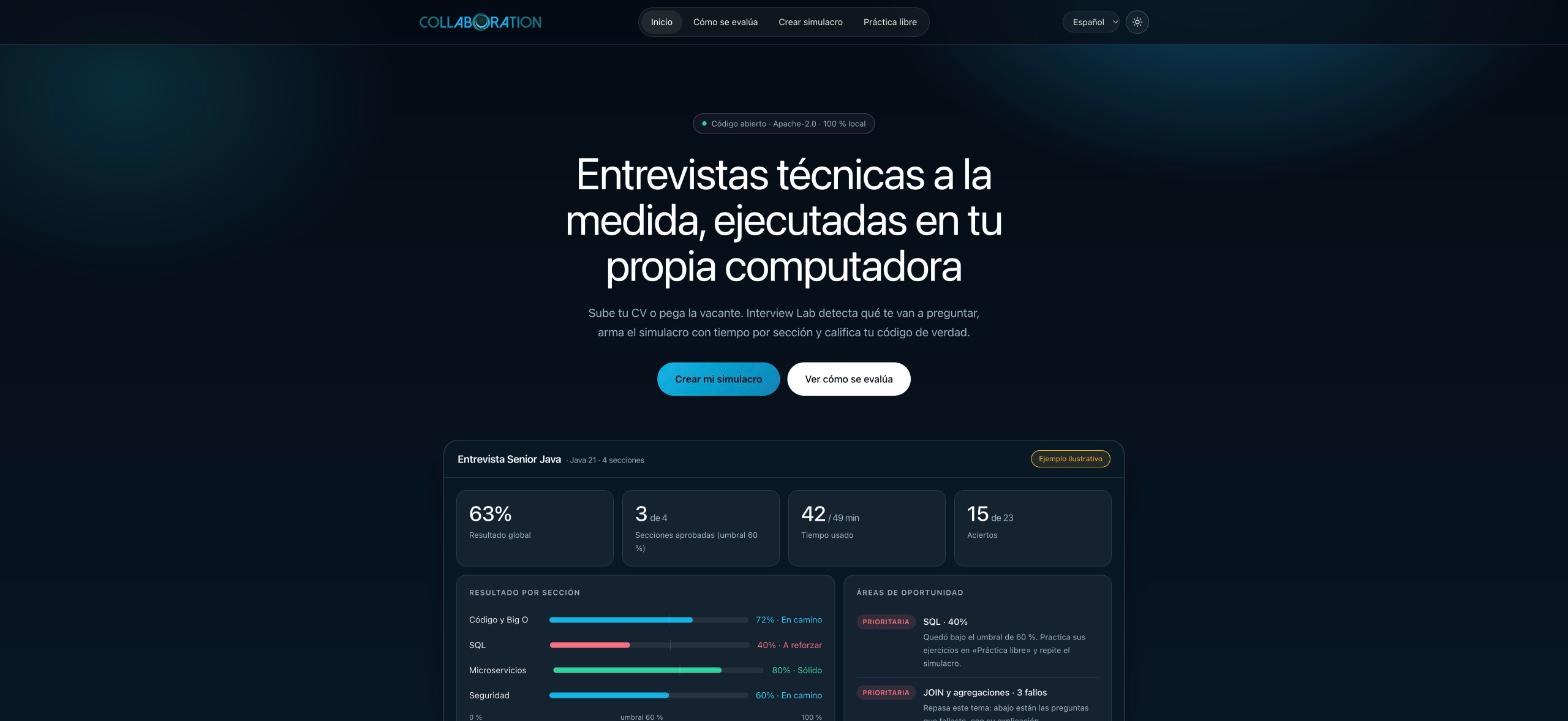 COLLABORATION
Inicio
Cómo se evalúa
Crear simulacro
Práctica libre
Español
Código abierto · Apache-2.0 · 100 % local
Entrevistas técnicas a la
medida, ejecutadas en tu
propia computadora
Sube tu CV o pega la vacante. Interview Lab detecta qué te van a preguntar,
arma el simulacro con tiempo por sección y califica tu código de verdad.
Crear mi simulacro
Ver cómo se evalúa
Entrevista Senior Java · Java 21 · 4 secciones
Ejemplo ilustrativo
63%
Resultado global
3 de 4
Secciones aprobadas (umbral 60
%)
42 / 49 min
Tiempo usado
15 de 23
Aciertos
RESULTADO POR SECCIÓN
Código y Big O
72% · En camino
SQL
40% · A reforzar
Microservicios
80% · Sólido
Seguridad
60% · En camino
0 %
umbral 60 %
100 %
ÁREAS DE OPORTUNIDAD
PRIORITARIA
SQL · 40%
Quedó bajo el umbral de 60 %. Practica sus
ejercicios en «Práctica libre» y repite el
simulacro.
PRIORITARIA
JOIN y agregaciones · 3 fallos
Repasa este tema: abajo están las preguntas